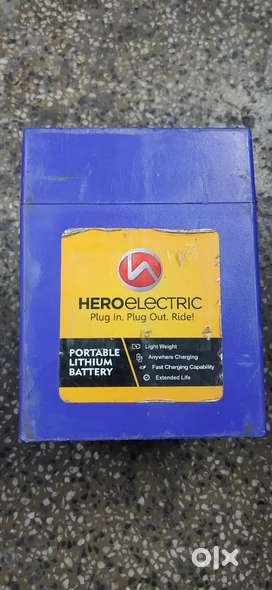 HEROELECTRIC
Plug In. Plug Out. Ride!
PORTABLE
LITHIUM
BATTERY
Light Weight
Anywhere Charging
Fast Charging Capability
Extended Life
olx